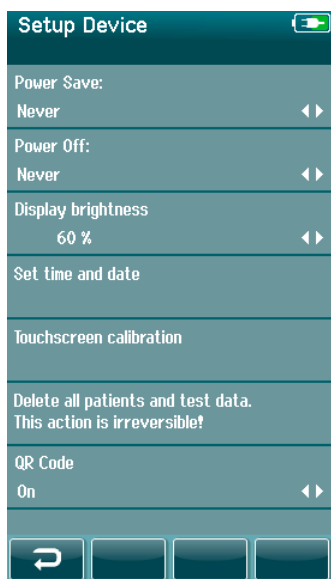 Setup Device
Power Save:
Never
Power Off:
Never
Display brightness
60 %
Set time and date
Touchscreen calibration
Delete all patients and test data.
This action is irreversible!
QR Code
On